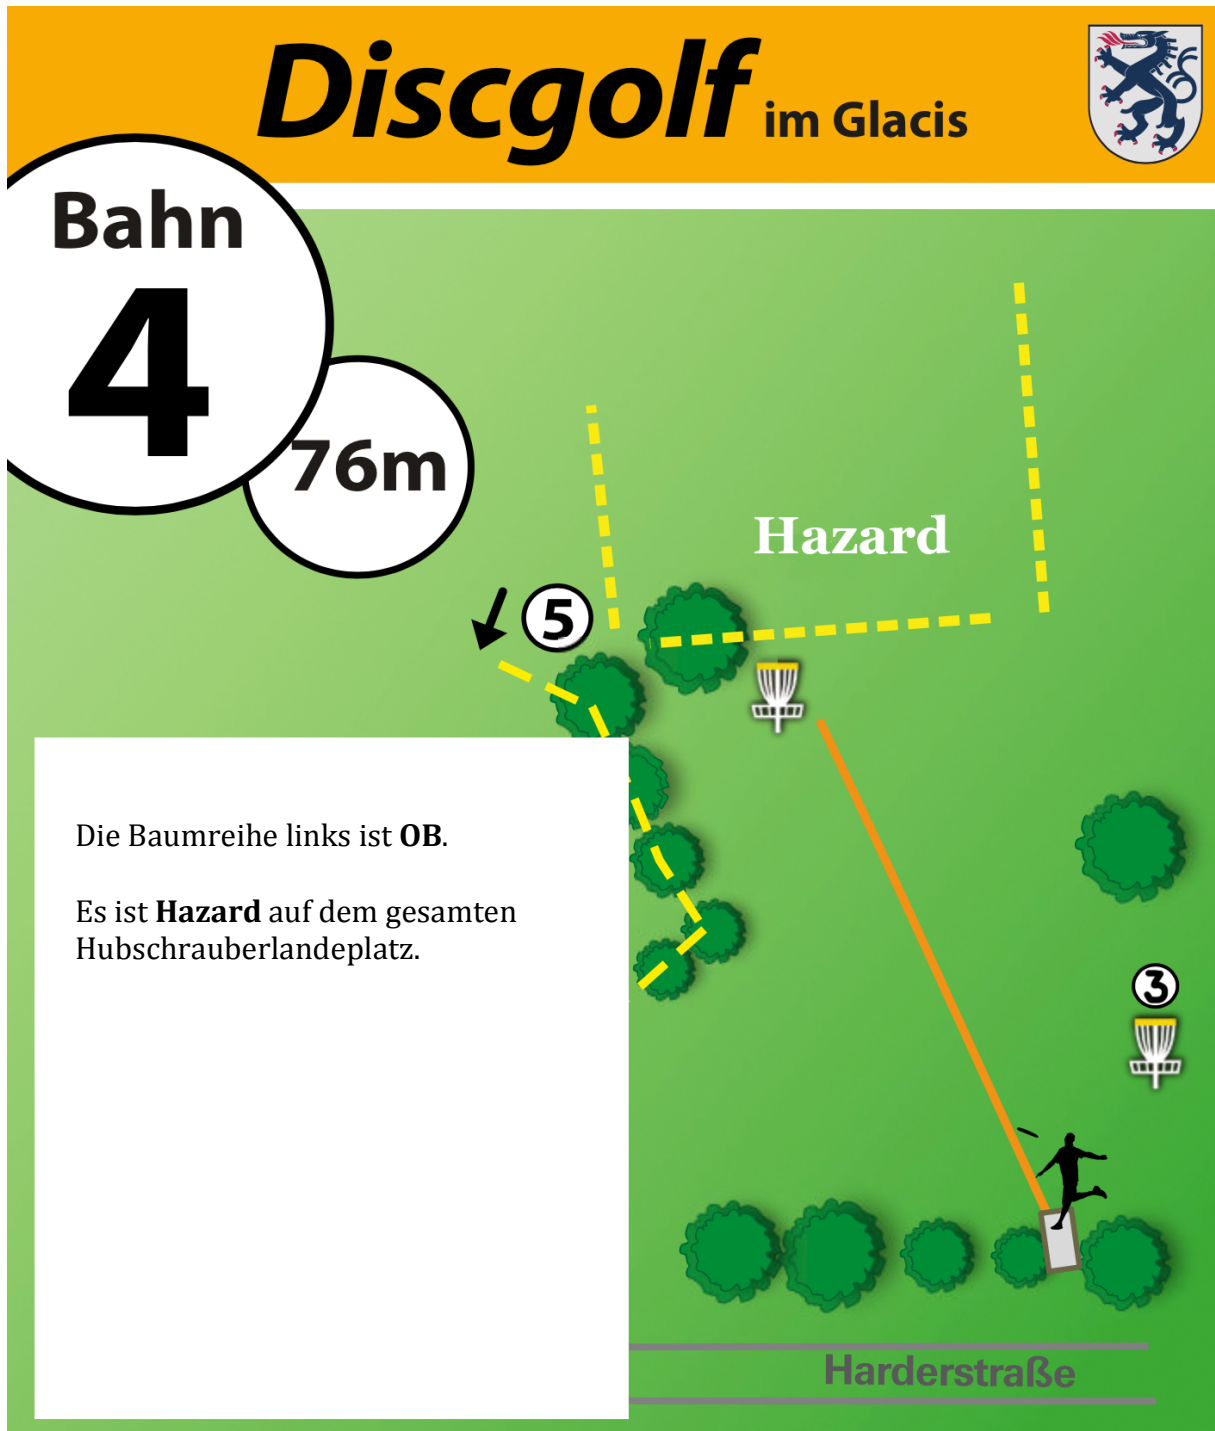 Discgolf im Glacis
Bahn
4
76m
Hazard
5
Die Baumreihe links ist OB.
Es ist Hazard auf dem gesamten
Hubschrauberlandeplatz.
3
Harderstraße